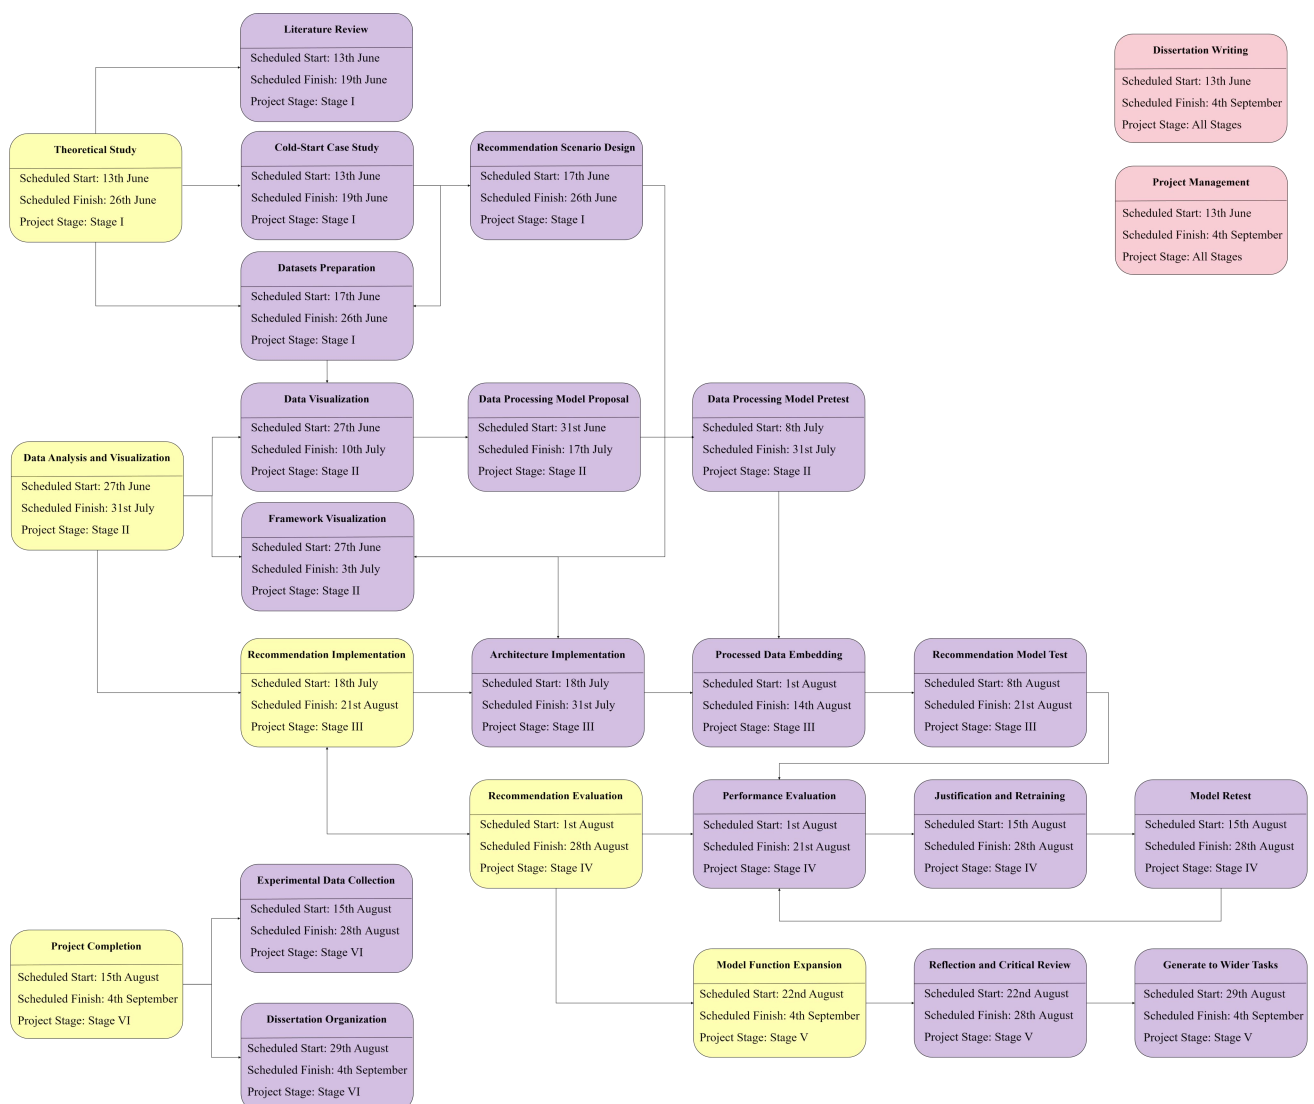 Literature Review
Scheduled Start: 13th June
Scheduled Finish: 19th June
Project Stage: Stage I
Dissertation Writing
Scheduled Start: 13th June
Scheduled Finish: 4th September
Project Stage: All Stages
Theoretical Study
Scheduled Start: 13th June
Scheduled Finish: 26th June
Project Stage: Stage I
Cold-Start Case Study
Scheduled Start: 13th June
Scheduled Finish: 19th June
Project Stage: Stage I
Recommendation Scenario Design
Scheduled Start: 17th June
Scheduled Finish: 26th June
Project Stage: Stage I
Project Management
Scheduled Start: 13th June
Scheduled Finish: 4th September
Project Stage: All Stages
Datasets Preparation
Scheduled Start: 17th June
Scheduled Finish: 26th June
Project Stage: Stage I
Data Visualization
Scheduled Start: 27th June
Scheduled Finish: 10th July
Project Stage: Stage II
Data Processing Model Proposal
Scheduled Start: 31st June
Scheduled Finish: 17th July
Project Stage: Stage II
Data Processing Model Pretest
Scheduled Start: 8th July
Scheduled Finish: 31st July
Project Stage: Stage II
Data Analysis and Visualization
Scheduled Start: 27th June
Scheduled Finish: 31st July
Project Stage: Stage II
Framework Visualization
Scheduled Start: 27th June
Scheduled Finish: 3th July
Project Stage: Stage II
Recommendation Implementation
Scheduled Start: 18th July
Scheduled Finish: 21st August
Project Stage: Stage III
Architecture Implementation
Scheduled Start: 18th July
Scheduled Finish: 31st July
Project Stage: Stage III
Processed Data Embedding
Scheduled Start: 1st August
Scheduled Finish: 14th August
Project Stage: Stage III
Recommendation Model Test
Scheduled Start: 8th August
Scheduled Finish: 21st August
Project Stage: Stage III
Recommendation Evaluation
Scheduled Start: 1st August
Scheduled Finish: 28th August
Project Stage: Stage IV
Performance Evaluation
Scheduled Start: 1st August
Scheduled Finish: 21st August
Project Stage: Stage IV
Justification and Retraining
Scheduled Start: 15th August
Scheduled Finish: 28th August
Project Stage: Stage IV
Model Retest
Scheduled Start: 15th August
Scheduled Finish: 28th August
Project Stage: Stage IV
Experimental Data Collection
Scheduled Start: 15th August
Scheduled Finish: 28th August
Project Stage: Stage VI
Project Completion
Scheduled Start: 15th August
Scheduled Finish: 4th September
Project Stage: Stage VI
Model Function Expansion
Scheduled Start: 22nd August
Scheduled Finish: 4th September
Project Stage: Stage V
Reflection and Critical Review
Scheduled Start: 22nd August
Scheduled Finish: 28th August
Project Stage: Stage V
Generate to Wider Tasks
Scheduled Start: 29th August
Scheduled Finish: 4th September
Project Stage: Stage V
Dissertation Organization
Scheduled Start: 29th August
Scheduled Finish: 4th September
Project Stage: Stage VI